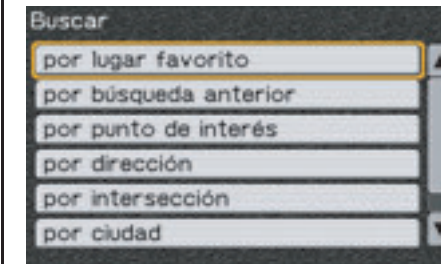 Buscar
por lugar favorito
por búsqueda anterior
por punto de interés
por dirección
por intersección
por ciudad